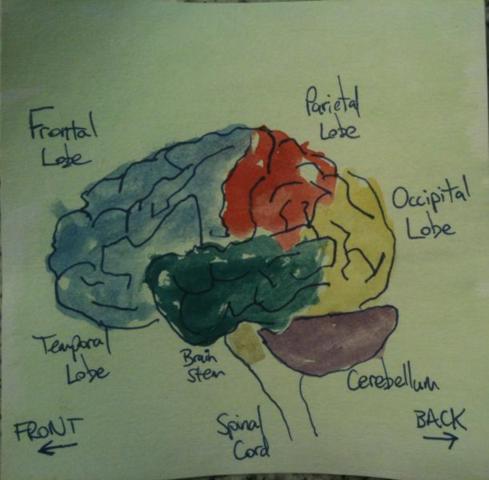 Frontal
Lobe
Parietal
Lobe
Occipital
Lobe
Temporal
Lobe
Brain
Stem
Cerebellum
Spinal
Cord
FRONT
BACK